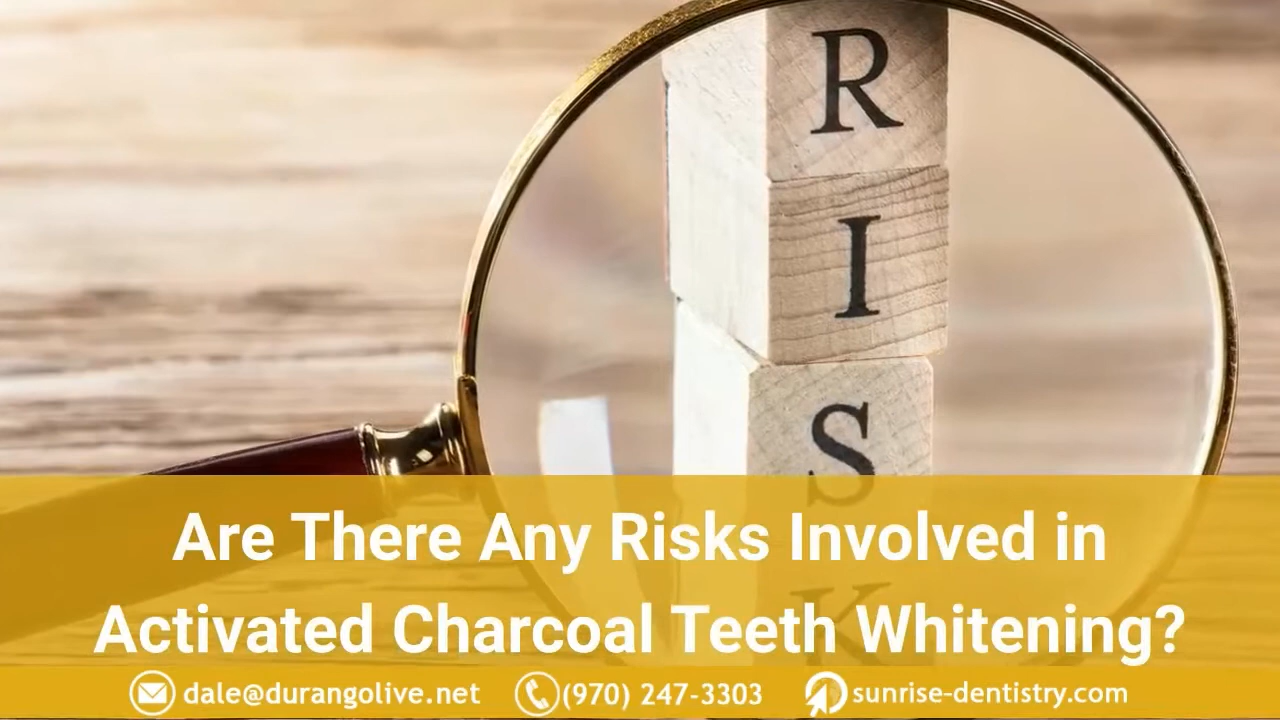 R
I
S
K
Are There Any Risks Involved in
Activated Charcoal Teeth Whitening?
dale@durangolive.net (970) 247-3303 sunrise-dentistry.com